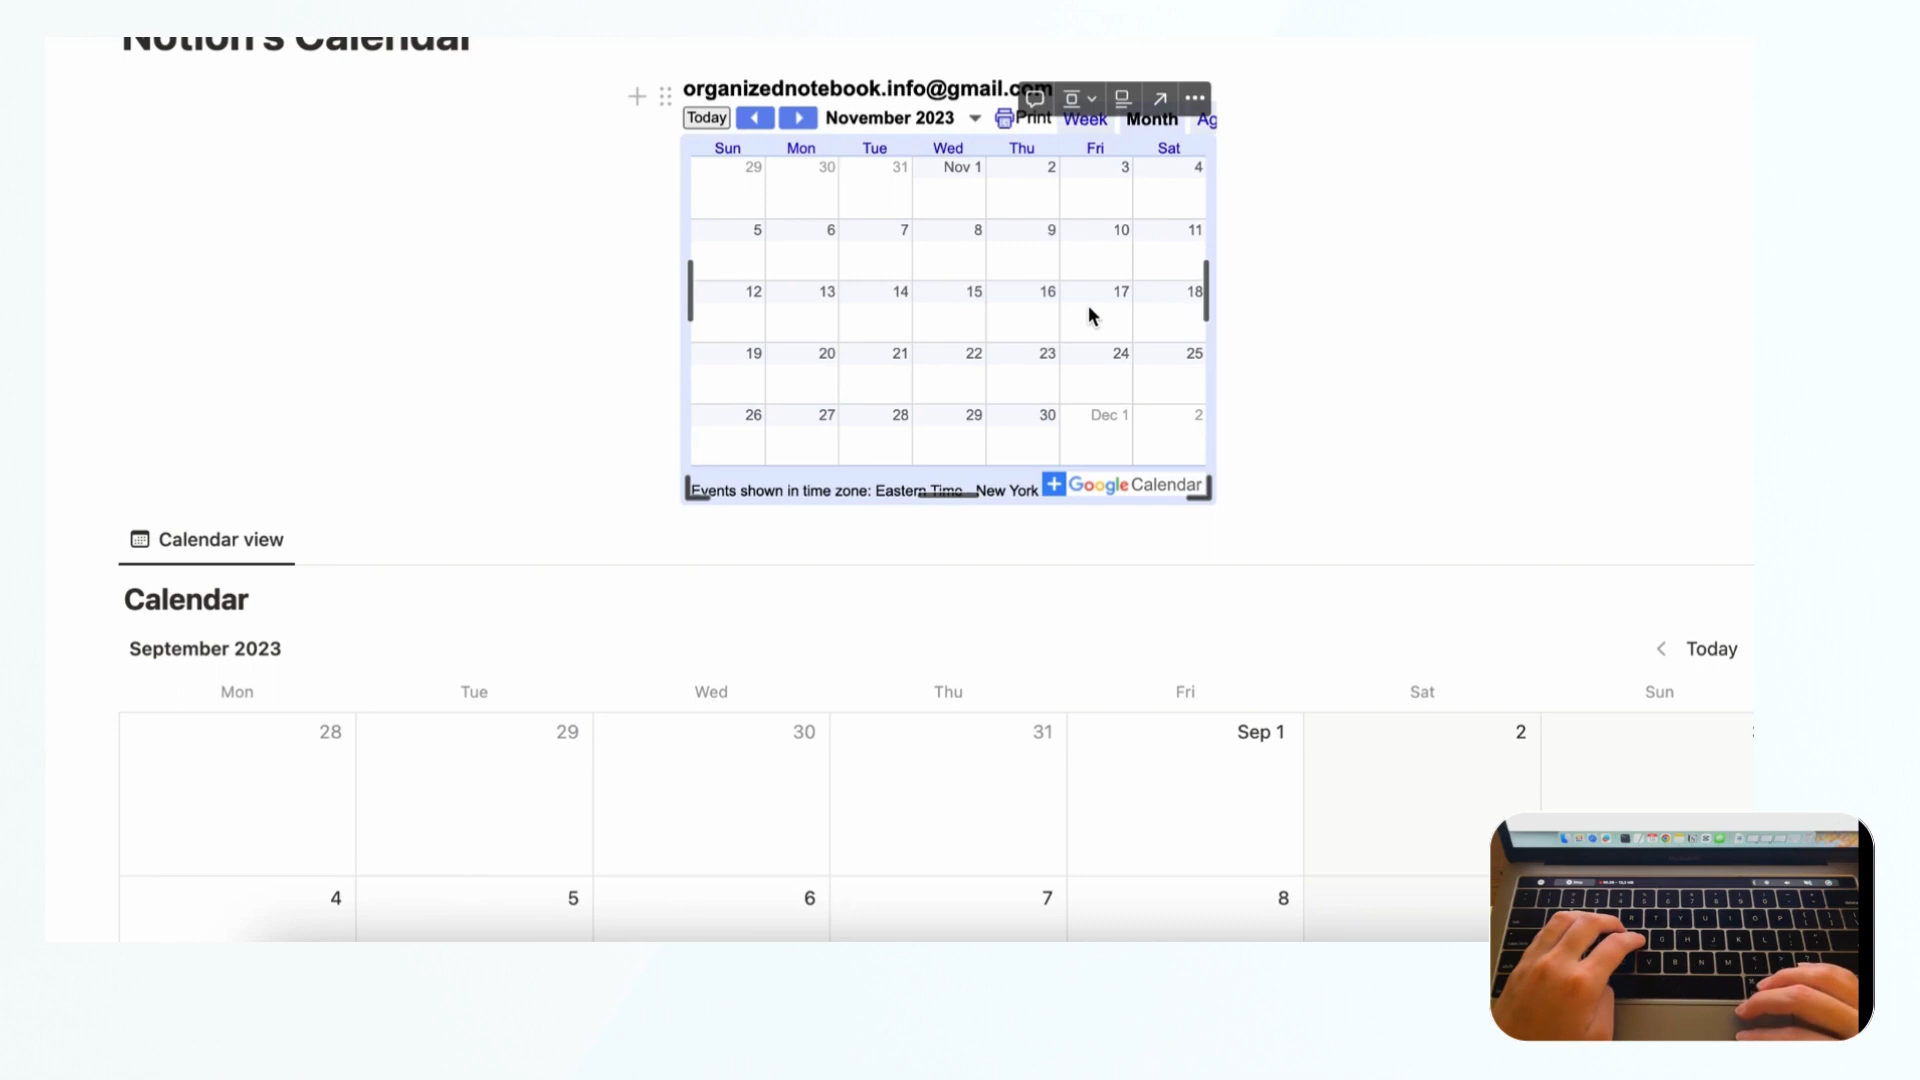 Notion's Calendar
organizednotebook.info@gmail.com
Today November 2023 Print Week Month Ag
Sun Mon Tue Wed Thu Fri Sat
29 30 31 Nov 1 2 3 4
5 6 7 8 9 10 11
12 13 14 15 16 17 18
19 20 21 22 23 24 25
26 27 28 29 30 Dec 1 2
Events shown in time zone: Eastern Time - New York + Google Calendar
Calendar view
Calendar
September 2023 Today
Mon Tue Wed Thu Fri Sat Sun
28 29 30 31 Sep 1 2
4 5 6 7 8